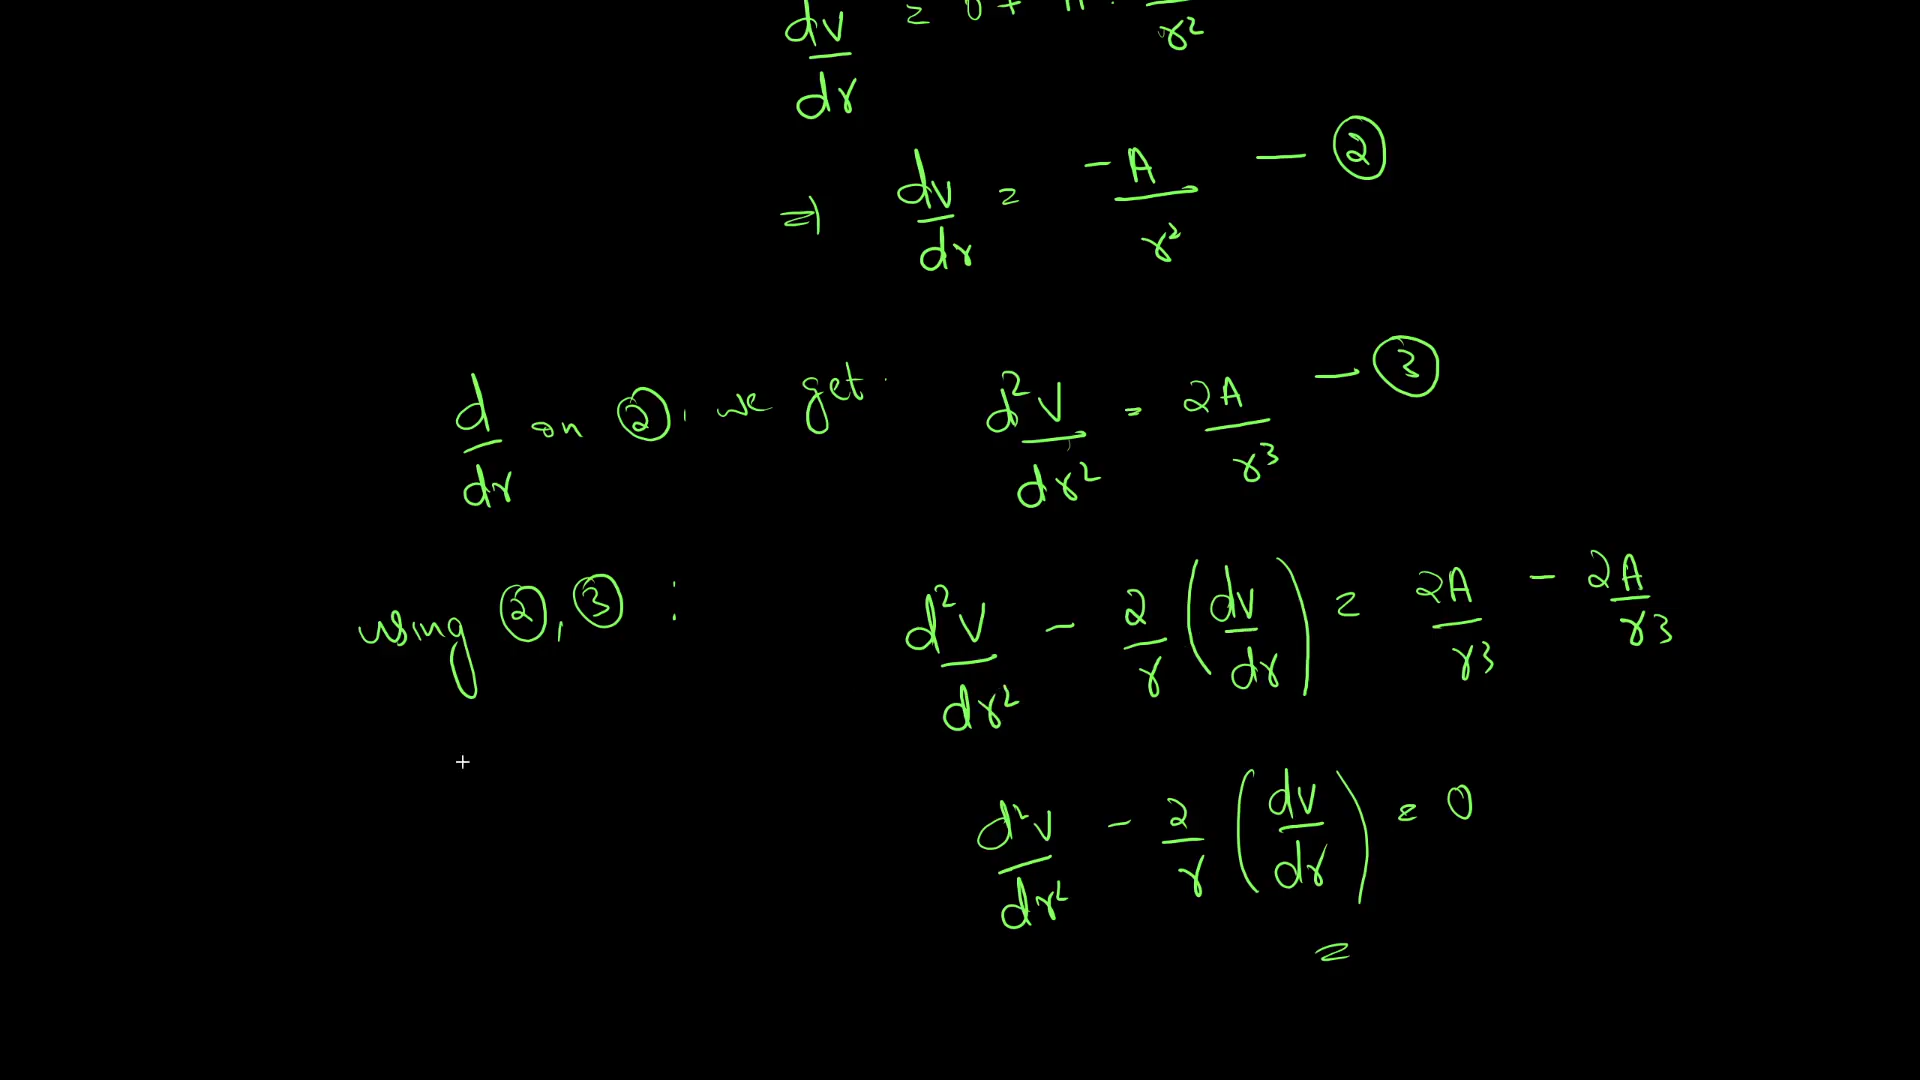 dv/dr = 0 + A · /r²
⇒ dv/dr = -A/r² — ②
d/dr on ②, we get. d²V/dr² = 2A/r³ — ③
using ②, ③ : d²V/dr² - 2/r (dv/dr) = 2A/r³ - 2A/r³
d²v/dr² - 2/r (dv/dr) = 0
=